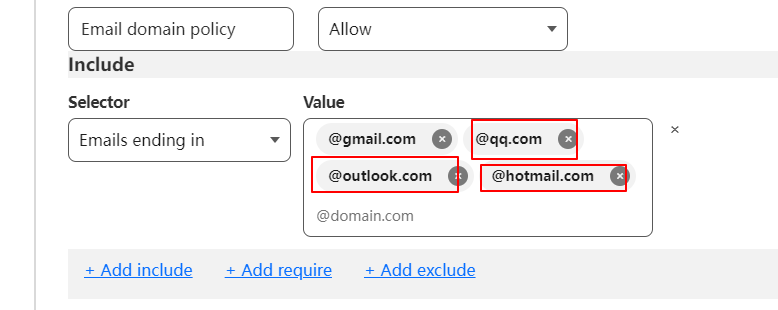 Email domain policy Allow
Include
Selector Value
Emails ending in @gmail.com × @qq.com × ×
@outlook.com × @hotmail.com ×
@domain.com
+ Add include + Add require + Add exclude